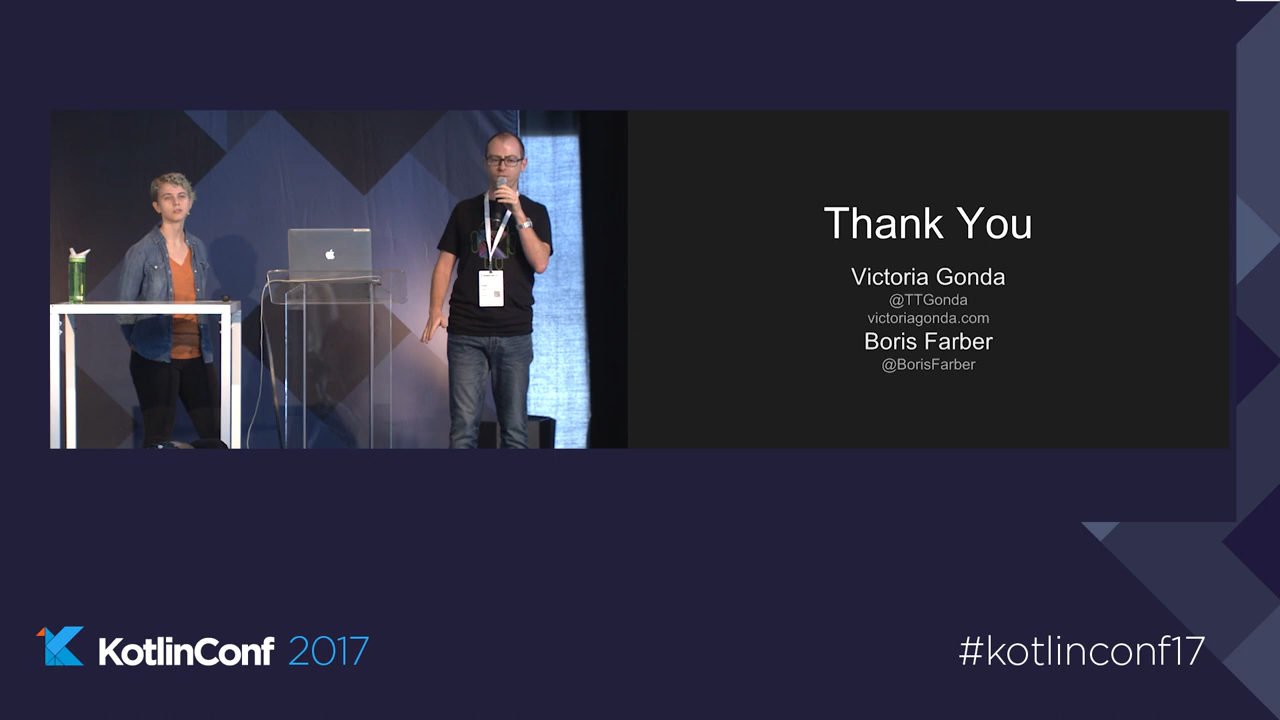 Thank You
Victoria Gonda
@TTGonda
victoriagonda.com
Boris Farber
@BorisFarber
KotlinConf 2017
#kotlinconf17